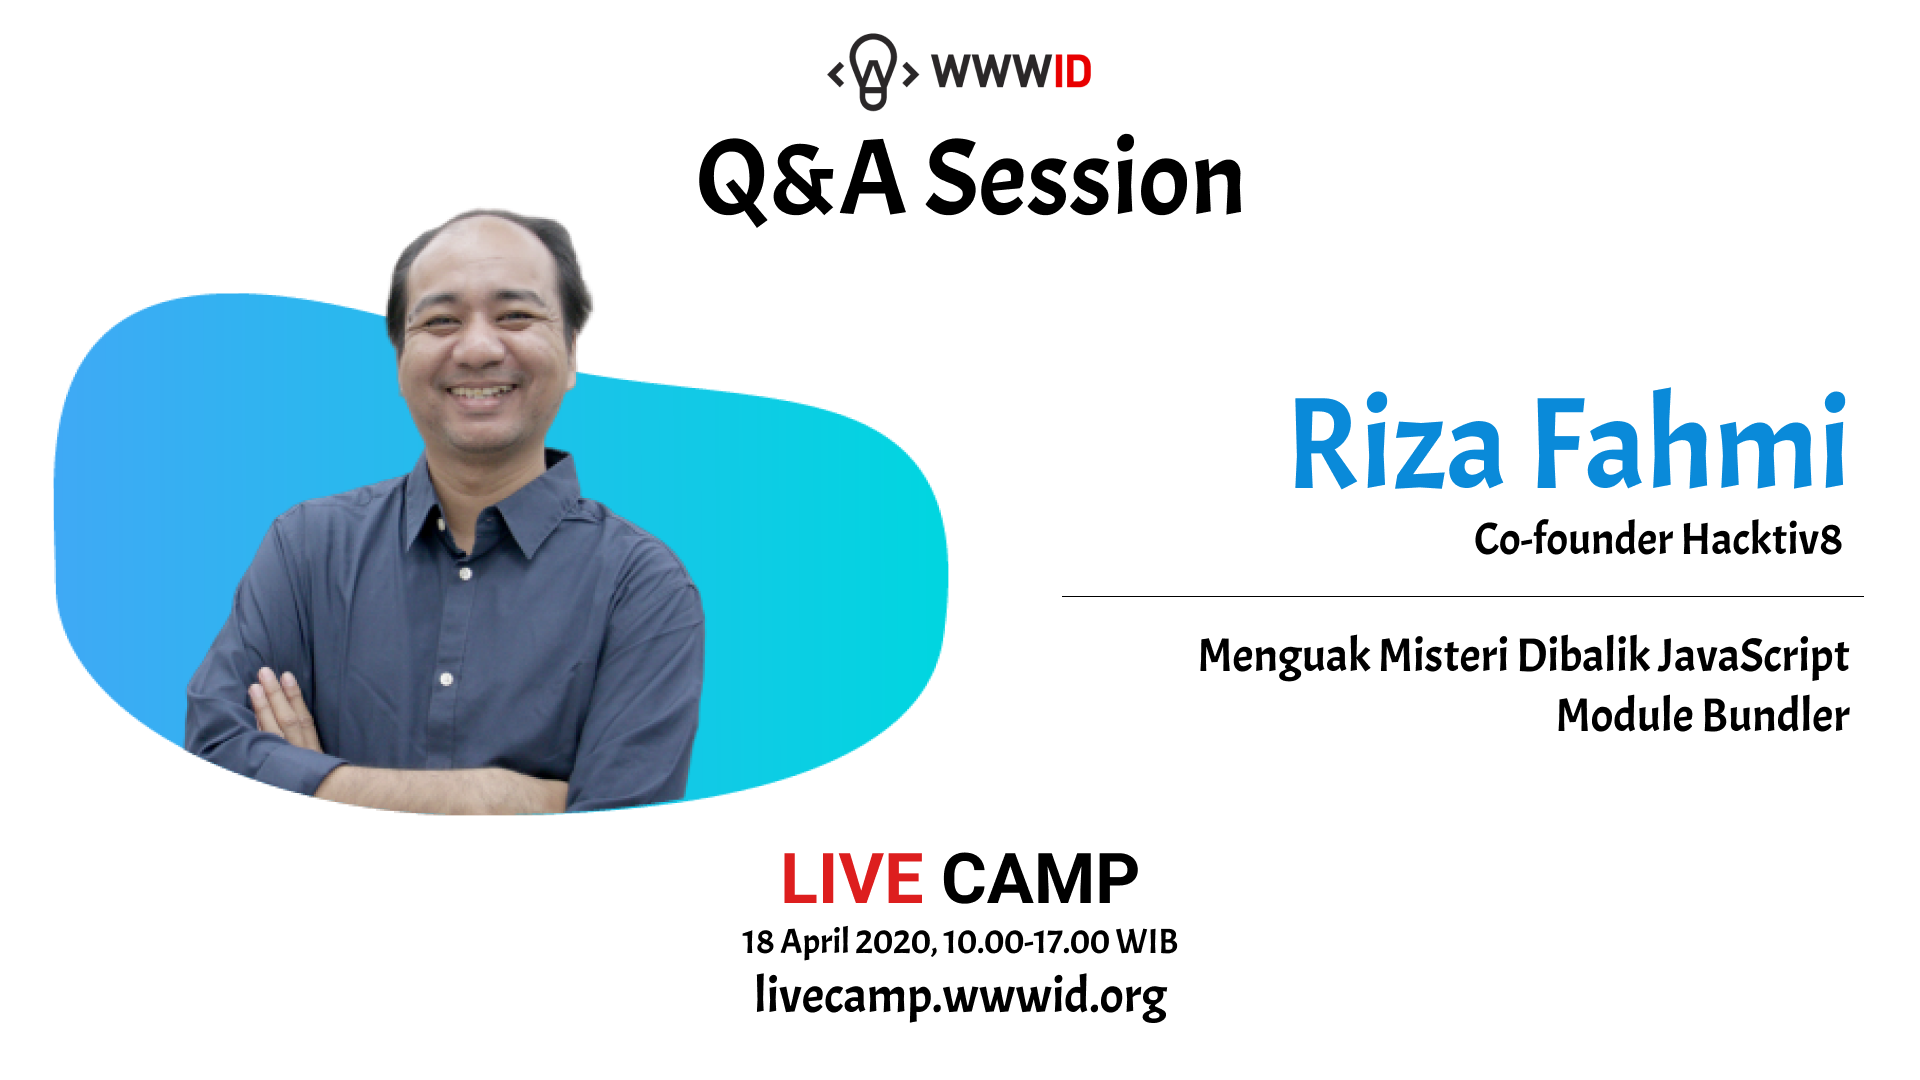 WWWID
Q&A Session
Riza Fahmi
Co-founder Hacktiv8
Menguak Misteri Dibalik JavaScript
Module Bundler
LIVE CAMP
18 April 2020, 10.00-17.00 WIB
livecamp.wwwid.org